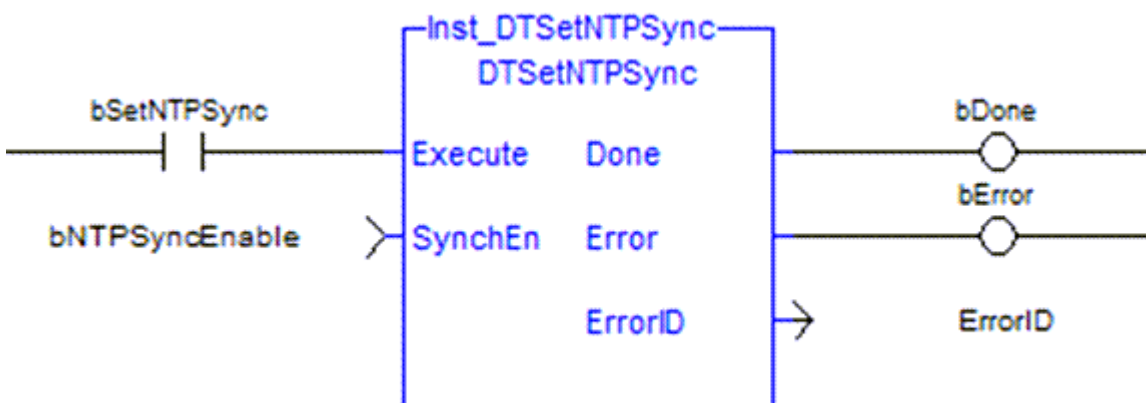 Inst_DTSetNTPSync
DTSetNTPSync
bSetNTPSync
bDone
Execute Done
bError
bNTPSyncEnable
SynchEn Error
ErrorID ErrorID